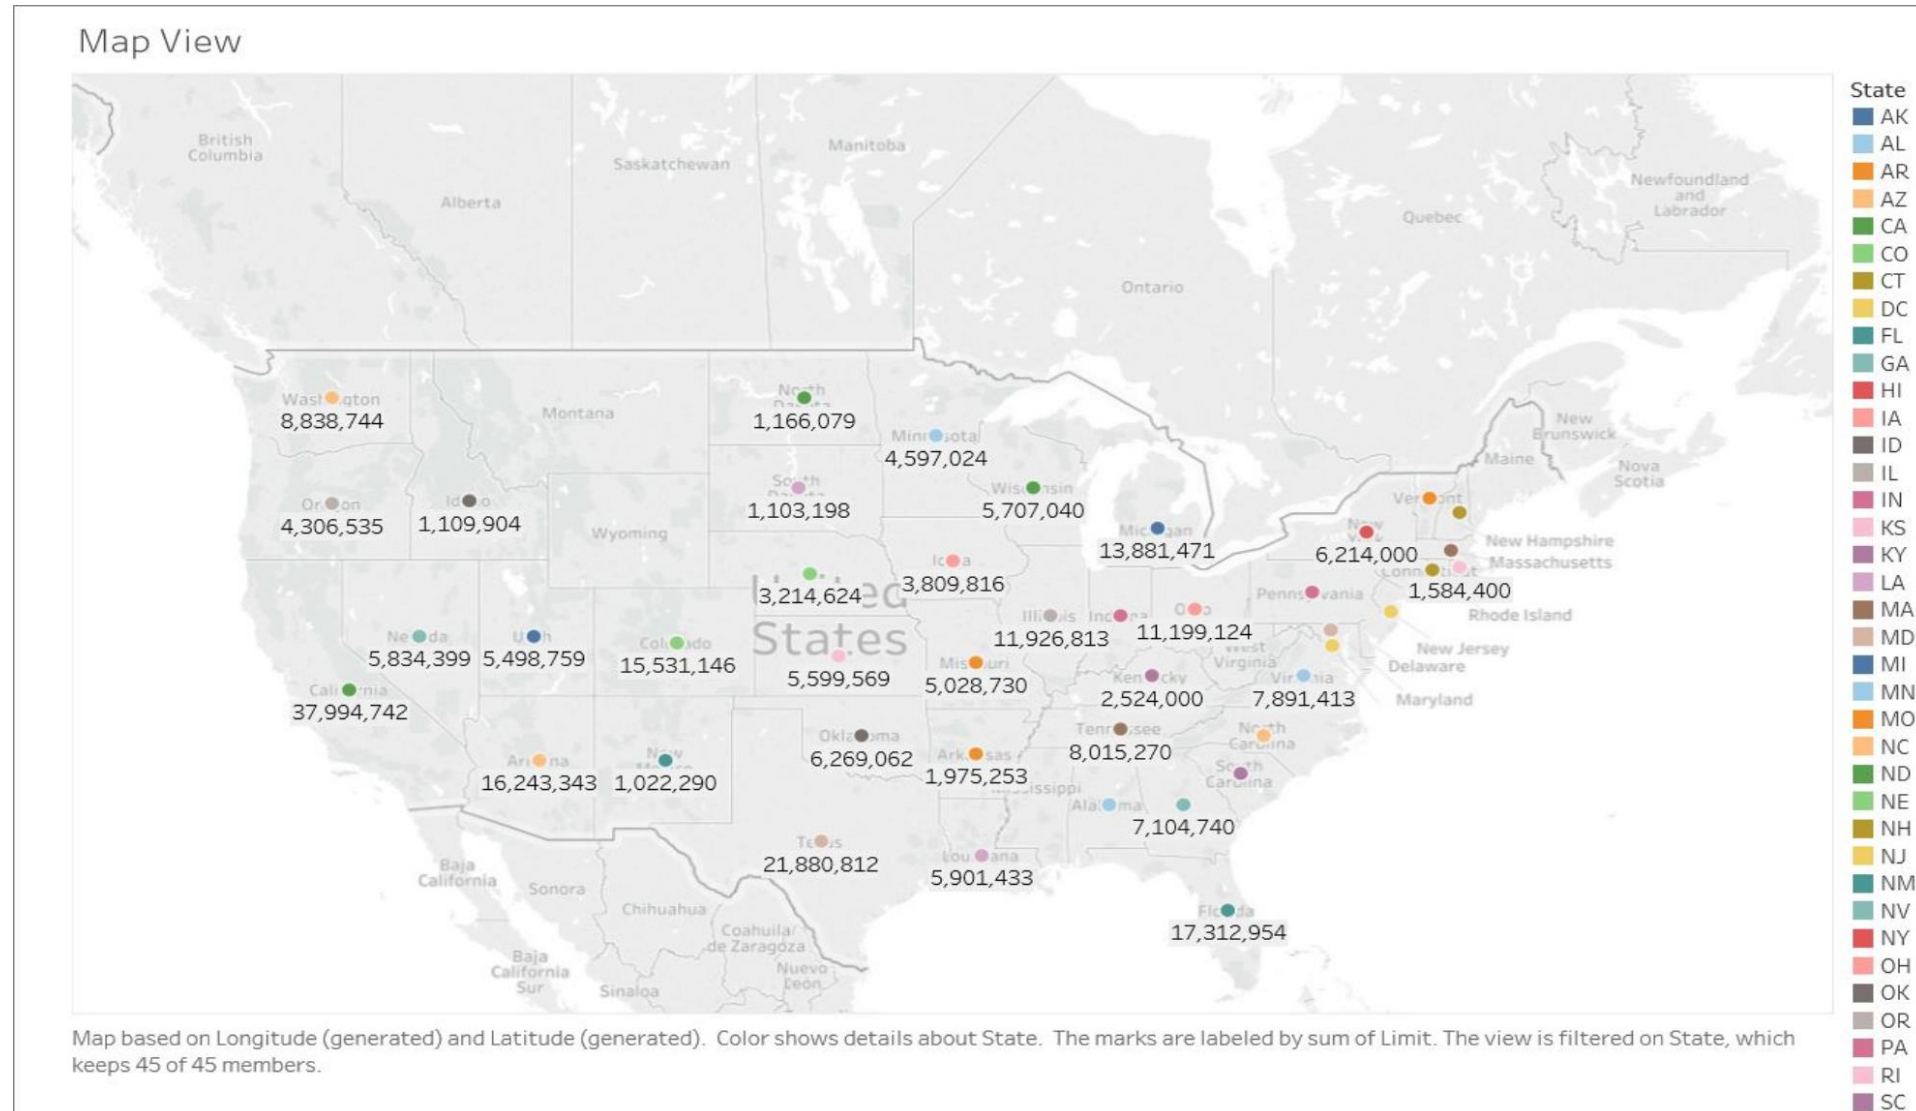 Map View
British
Columbia
Alberta
Saskatchewan
Manitoba
Ontario
Quebec
Newfoundland
and
Labrador
New
Brunswick
Nova
Scotia
Maine
Montana
Wyoming
United
States
8,838,744
1,166,079
4,597,024
4,306,535
1,109,904
1,103,198
5,707,040
13,881,471
6,214,000
New Hampshire
Massachusetts
3,214,624
3,809,816
1,584,400
Rhode Island
5,834,399
5,498,759
15,531,146
11,926,813
11,199,124
West
Virginia
New Jersey
Delaware
Maryland
37,994,742
5,599,569
5,028,730
2,524,000
7,891,413
16,243,343
1,022,290
6,269,062
1,975,253
8,015,270
7,104,740
21,880,812
5,901,433
17,312,954
Baja
California
Sonora
Chihuahua
Coahuila
de Zaragoza
Baja
California
Sur
Sinaloa
Nuevo
León
State
AK
AL
AR
AZ
CA
CO
CT
DC
FL
GA
HI
IA
ID
IL
IN
KS
KY
LA
MA
MD
MI
MN
MO
NC
ND
NE
NH
NJ
NM
NV
NY
OH
OK
OR
PA
RI
SC
Map based on Longitude (generated) and Latitude (generated).  Color shows details about State.  The marks are labeled by sum of Limit. The view is filtered on State, which
keeps 45 of 45 members.